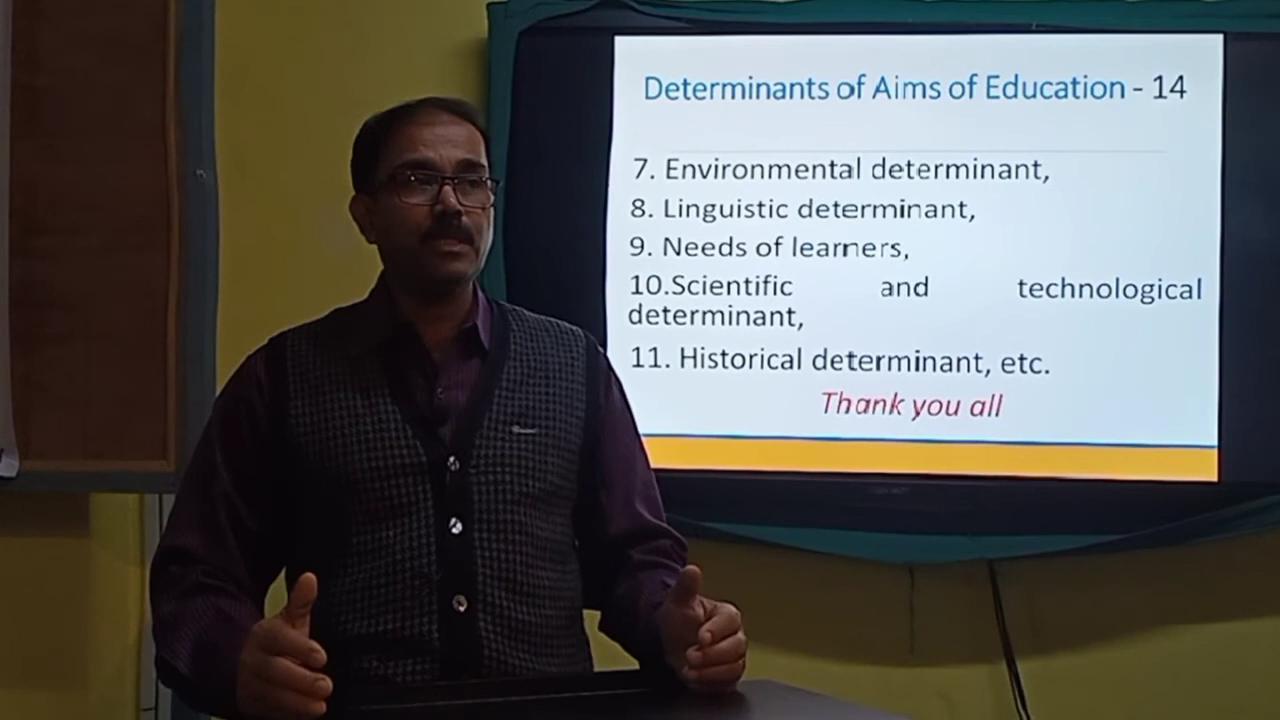 Determinants of Aims of Education - 14
7. Environmental determinant,
8. Linguistic determinant,
9. Needs of learners,
10.Scientific and technological
determinant,
11. Historical determinant, etc.
Thank you all